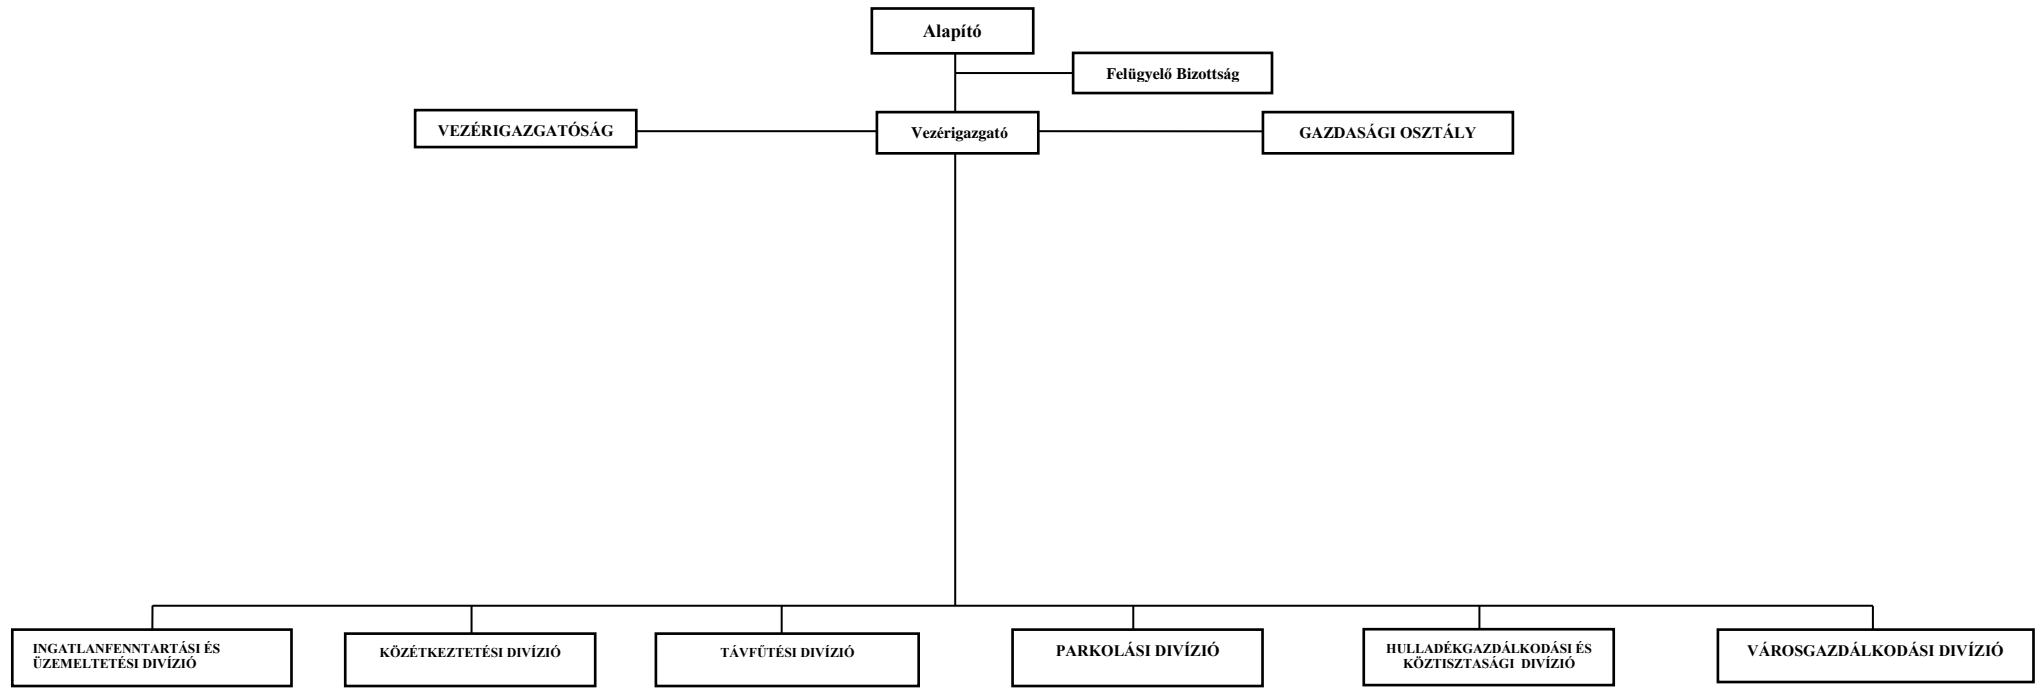 Alapító
Felügyelő Bizottság
VEZÉRIGAZGATÓSÁG
Vezérigazgató
GAZDASÁGI OSZTÁLY
INGATLANFENNTARTÁSI ÉS
ÜZEMELTETÉSI DIVÍZIÓ
KÖZÉTKEZTETÉSI DIVÍZIÓ
TÁVFŰTÉSI DIVÍZIÓ
PARKOLÁSI DIVÍZIÓ
HULLADÉKGAZDÁLKODÁSI ÉS
KÖZTISZTASÁGI DIVÍZIÓ
VÁROSGAZDÁLKODÁSI DIVÍZIÓ